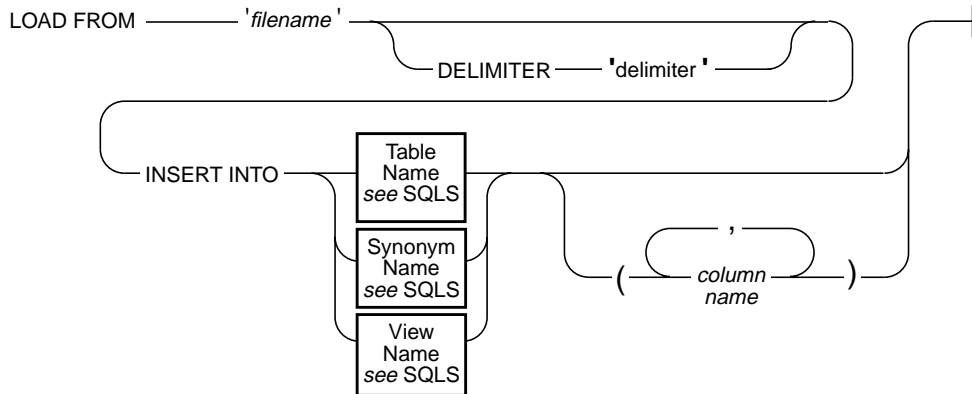 LOAD FROM 'filename'
DELIMITER 'delimiter'
INSERT INTO
Table
Name
see SQLS
Synonym
Name
see SQLS
View
Name
see SQLS
,
( column )
name